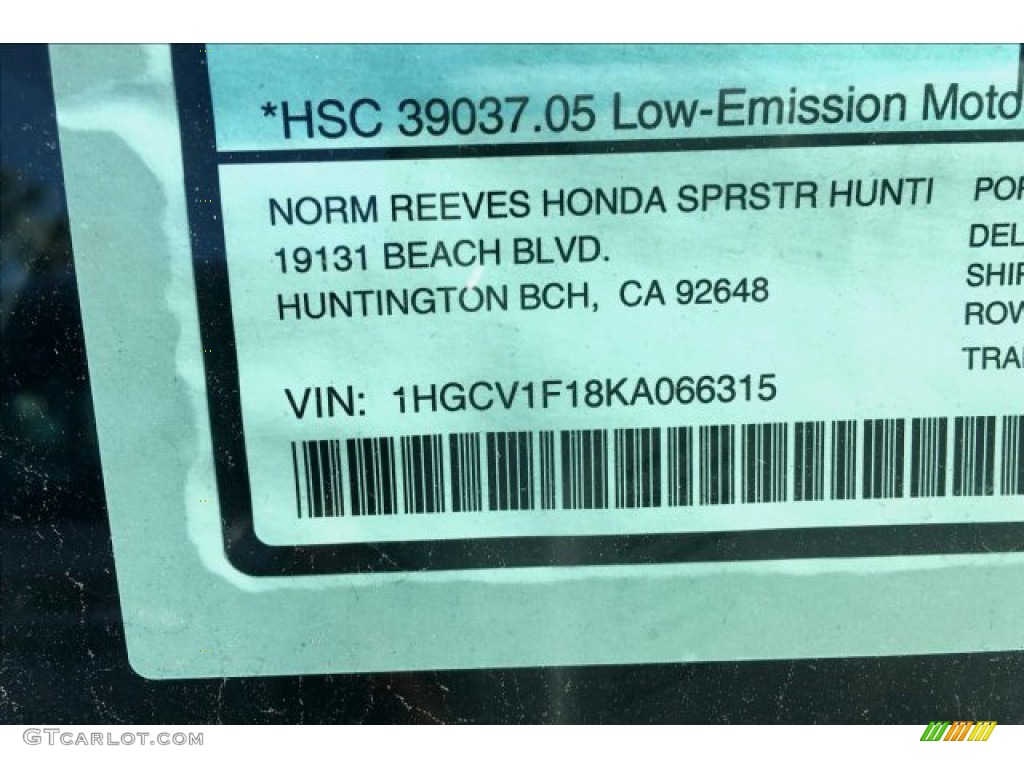 *HSC 39037.05 Low-Emission Moto
NORM REEVES HONDA SPRSTR HUNTI
19131 BEACH BLVD.
HUNTINGTON BCH, CA 92648
POR
DEL
SHIP
ROW
TRA
VIN: 1HGCV1F18KA066315
GTCARLOT.COM